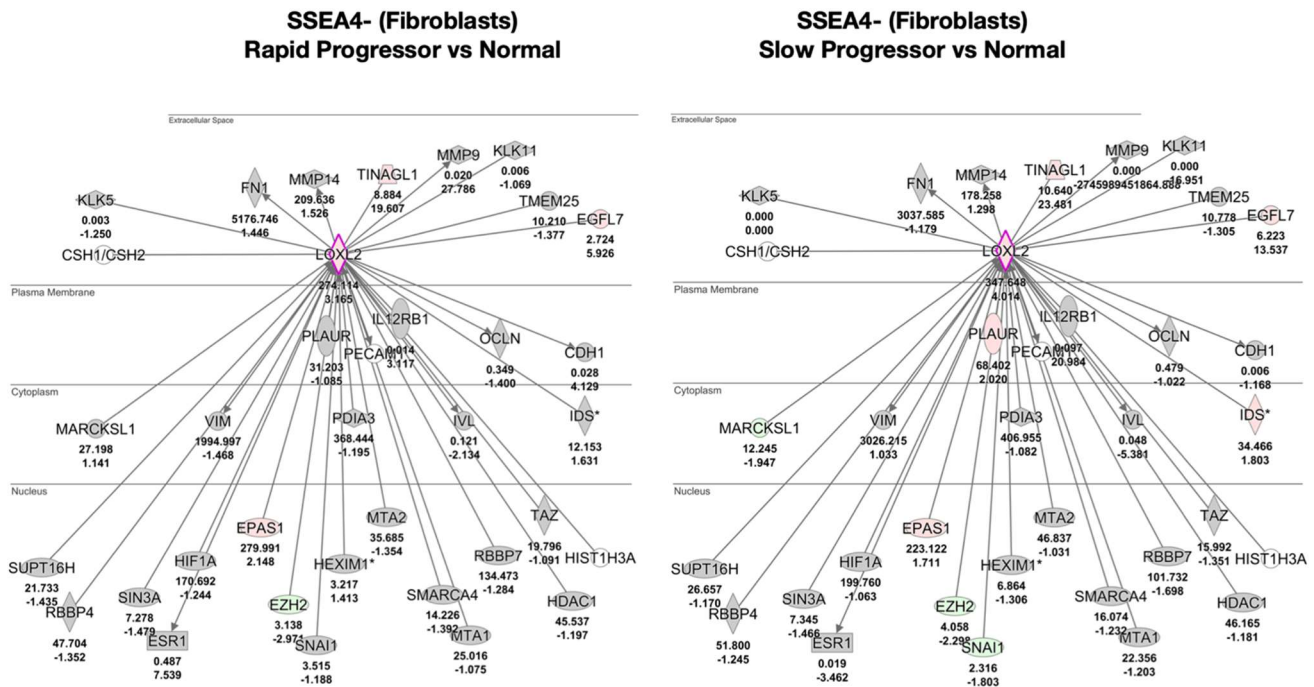 SSEA4- (Fibroblasts)
Rapid Progressor vs Normal
Extracellular Space
KLK5
0.003
-1.250
CSH1/CSH2
FN1
5176.746
1.446
MMP14
209.636
1.526
TINAGL1
8.884
19.607
MMP9
0.020
27.786
KLK11
0.006
-1.069
TMEM25
10.210
-1.377
EGFL7
2.724
5.926
LOXL2
274.114
3.165
Plasma Membrane
PLAUR
31.203
-1.085
IL12RB1
0.014
3.117
PECAM1
OCLN
0.349
-1.400
CDH1
0.028
4.129
Cytoplasm
MARCKSL1
27.198
1.141
VIM
1994.997
-1.468
PDIA3
368.444
-1.195
IVL
0.121
-2.134
IDS*
12.153
1.631
Nucleus
SUPT16H
21.733
-1.435
RBBP4
47.704
-1.352
SIN3A
7.278
-1.479
ESR1
0.487
7.539
HIF1A
170.692
-1.244
EPAS1
279.991
2.148
EZH2
3.138
-2.971
SNAI1
3.515
-1.188
HEXIM1*
3.217
1.413
MTA2
35.685
-1.354
SMARCA4
14.226
-1.392
MTA1
25.016
-1.075
RBBP7
134.473
-1.284
TAZ
19.796
-1.091
HIST1H3A
HDAC1
45.537
-1.197
SSEA4- (Fibroblasts)
Slow Progressor vs Normal
Extracellular Space
KLK5
0.000
0.000
CSH1/CSH2
FN1
3037.585
-1.179
MMP14
178.258
1.298
TINAGL1
10.640
23.481
MMP9
0.000
KLK11
0.000
TMEM25
10.778
-1.305
EGFL7
6.223
13.537
LOXL2
347.648
4.014
Plasma Membrane
PLAUR
68.402
2.020
IL12RB1
0.097
20.984
PECAM1
OCLN
0.479
-1.022
CDH1
0.006
-1.168
Cytoplasm
MARCKSL1
12.245
-1.947
VIM
3026.215
1.033
PDIA3
406.955
-1.082
IVL
0.048
-5.381
IDS*
34.466
1.803
Nucleus
SUPT16H
26.657
-1.170
RBBP4
51.800
-1.245
SIN3A
7.345
-1.466
ESR1
0.019
-3.462
HIF1A
199.760
-1.063
EPAS1
223.122
1.711
EZH2
4.058
SNAI1
2.316
-1.803
HEXIM1*
6.864
-1.306
MTA2
46.837
-1.031
SMARCA4
16.074
-1.232
MTA1
22.356
-1.203
RBBP7
101.732
-1.698
TAZ
15.992
-1.351
HIST1H3A
HDAC1
46.165
-1.181